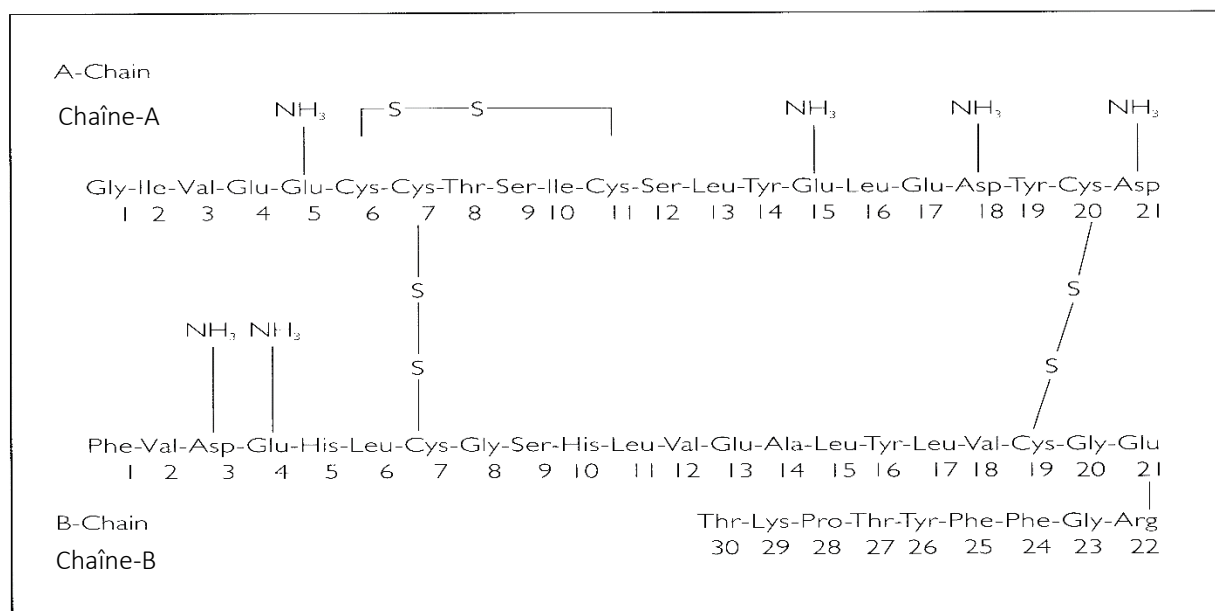 A-Chain
Chaîne-A
NH₃ S S NH₃ NH₃ NH₃
Gly-Ile-Val-Glu-Glu-Cys-Cys-Thr-Ser-Ile-Cys-Ser-Leu-Tyr-Glu-Leu-Glu-Asp-Tyr-Cys-Asp
1 2 3 4 5 6 7 8 9 10 11 12 13 14 15 16 17 18 19 20 21
S S
NH₃ NH₃
S S
Phe-Val-Asp-Glu-His-Leu-Cys-Gly-Ser-His-Leu-Val-Glu-Ala-Leu-Tyr-Leu-Val-Cys-Gly-Glu
1 2 3 4 5 6 7 8 9 10 11 12 13 14 15 16 17 18 19 20 21
B-Chain
Chaîne-B
Thr-Lys-Pro-Thr-Tyr-Phe-Phe-Gly-Arg
30 29 28 27 26 25 24 23 22